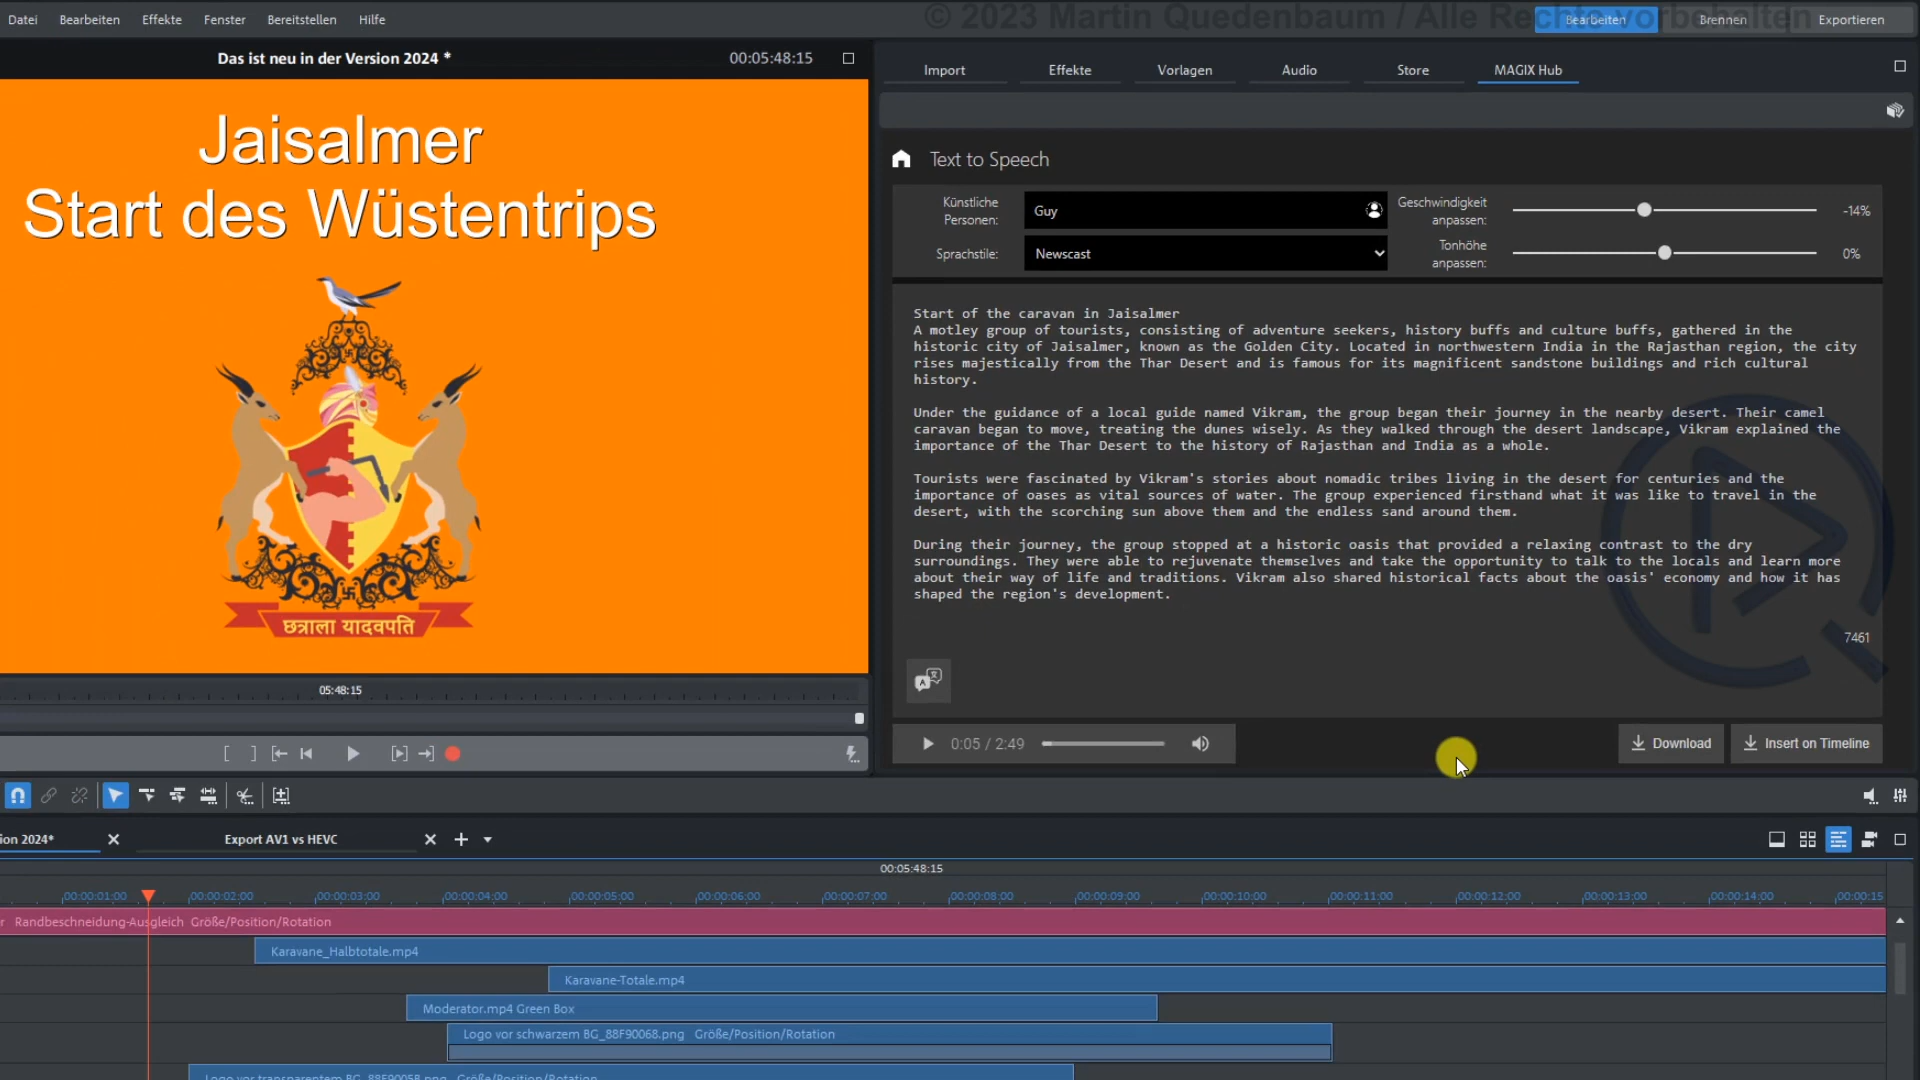 © 2023 Martin Quedenbaum / Alle Rechte vorbehalten
Datei Bearbeiten Effekte Fenster Bereitstellen Hilfe
Bearbeiten Brennen Exportieren
Das ist neu in der Version 2024 *
00:05:48:15
Import Effekte Vorlagen Audio Store MAGIX Hub
Jaisalmer
Start des Wüstentrips
छत्राला यादवपति
05:48:15
Text to Speech
Künstliche
Personen:
Guy
Geschwindigkeit
anpassen:
-14%
Sprachstile:
Newscast
Tonhöhe
anpassen:
0%
Start of the caravan in Jaisalmer
A motley group of tourists, consisting of adventure seekers, history buffs and culture buffs, gathered in the
historic city of Jaisalmer, known as the Golden City. Located in northwestern India in the Rajasthan region, the city
rises majestically from the Thar Desert and is famous for its magnificent sandstone buildings and rich cultural
history.
Under the guidance of a local guide named Vikram, the group began their journey in the nearby desert. Their camel
caravan began to move, treating the dunes wisely. As they walked through the desert landscape, Vikram explained the
importance of the Thar Desert to the history of Rajasthan and India as a whole.
Tourists were fascinated by Vikram's stories about nomadic tribes living in the desert for centuries and the
importance of oases as vital sources of water. The group experienced firsthand what it was like to travel in the
desert, with the scorching sun above them and the endless sand around them.
During their journey, the group stopped at a historic oasis that provided a relaxing contrast to the dry
surroundings. They were able to rejuvenate themselves and take the opportunity to talk to the locals and learn more
about their way of life and traditions. Vikram also shared historical facts about the oasis' economy and how it has
shaped the region's development.
7461
0:05 / 2:49
Download
Insert on Timeline
ion 2024*
Export AV1 vs HEVC
00:05:48:15
00:00:01:00 00:00:02:00 00:00:03:00 00:00:04:00 00:00:05:00 00:00:06:00 00:00:07:00 00:00:08:00 00:00:09:00 00:00:10:00 00:00:11:00 00:00:12:00 00:00:13:00 00:00:14:00 00:00:15
r Randbeschneidung-Ausgleich Größe/Position/Rotation
Karavane_Halbtotale.mp4
Karavane-Totale.mp4
Moderator.mp4 Green Box
Logo vor schwarzem BG_88F90068.png Größe/Position/Rotation
Logo vor transparentem BG_88F9005B.png Größe/Position/Rotation